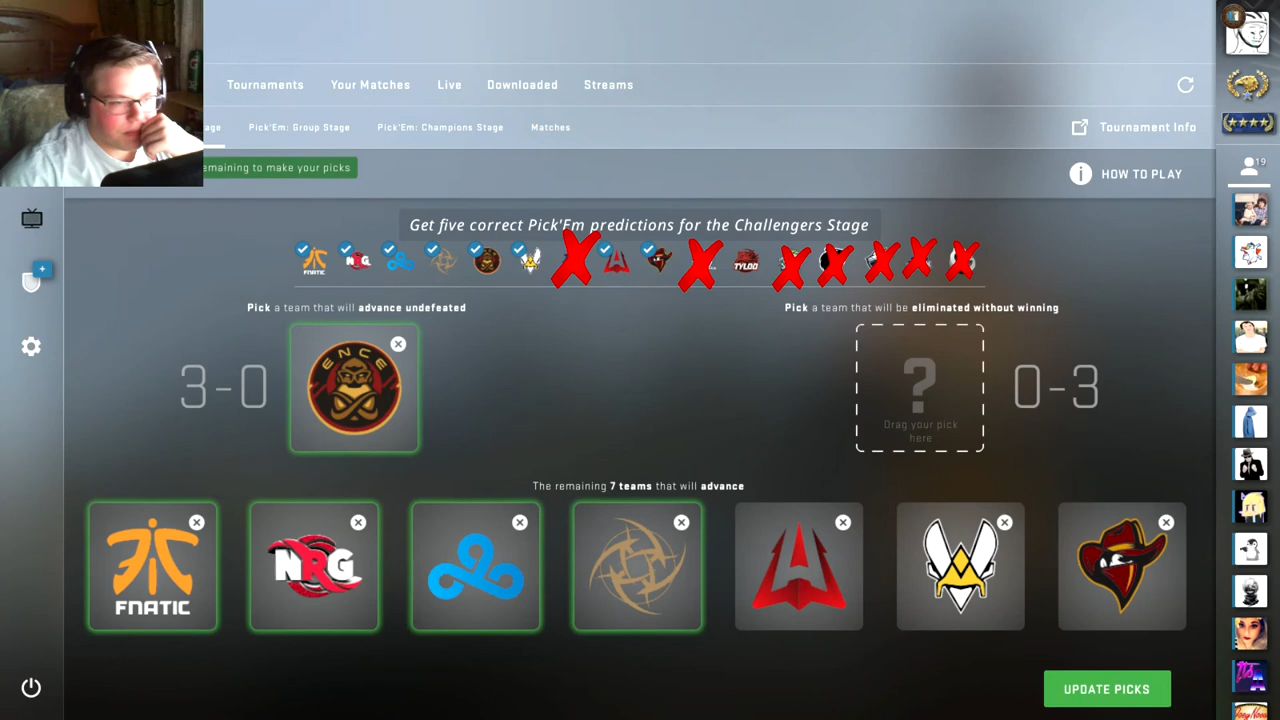 Tournaments Your Matches Live Downloaded Streams
age Pick'Em: Group Stage Pick'Em: Champions Stage Matches
Tournament Info
emaining to make your picks
HOW TO PLAY
19
Get five correct Pick'Em predictions for the Challengers Stage
FNATIC NRG TYLOO
Pick a team that will advance undefeated
Pick a team that will be eliminated without winning
3-0
ENCE
?
Drag your pick
here
0-3
The remaining 7 teams that will advance
FNATIC
NRG
UPDATE PICKS